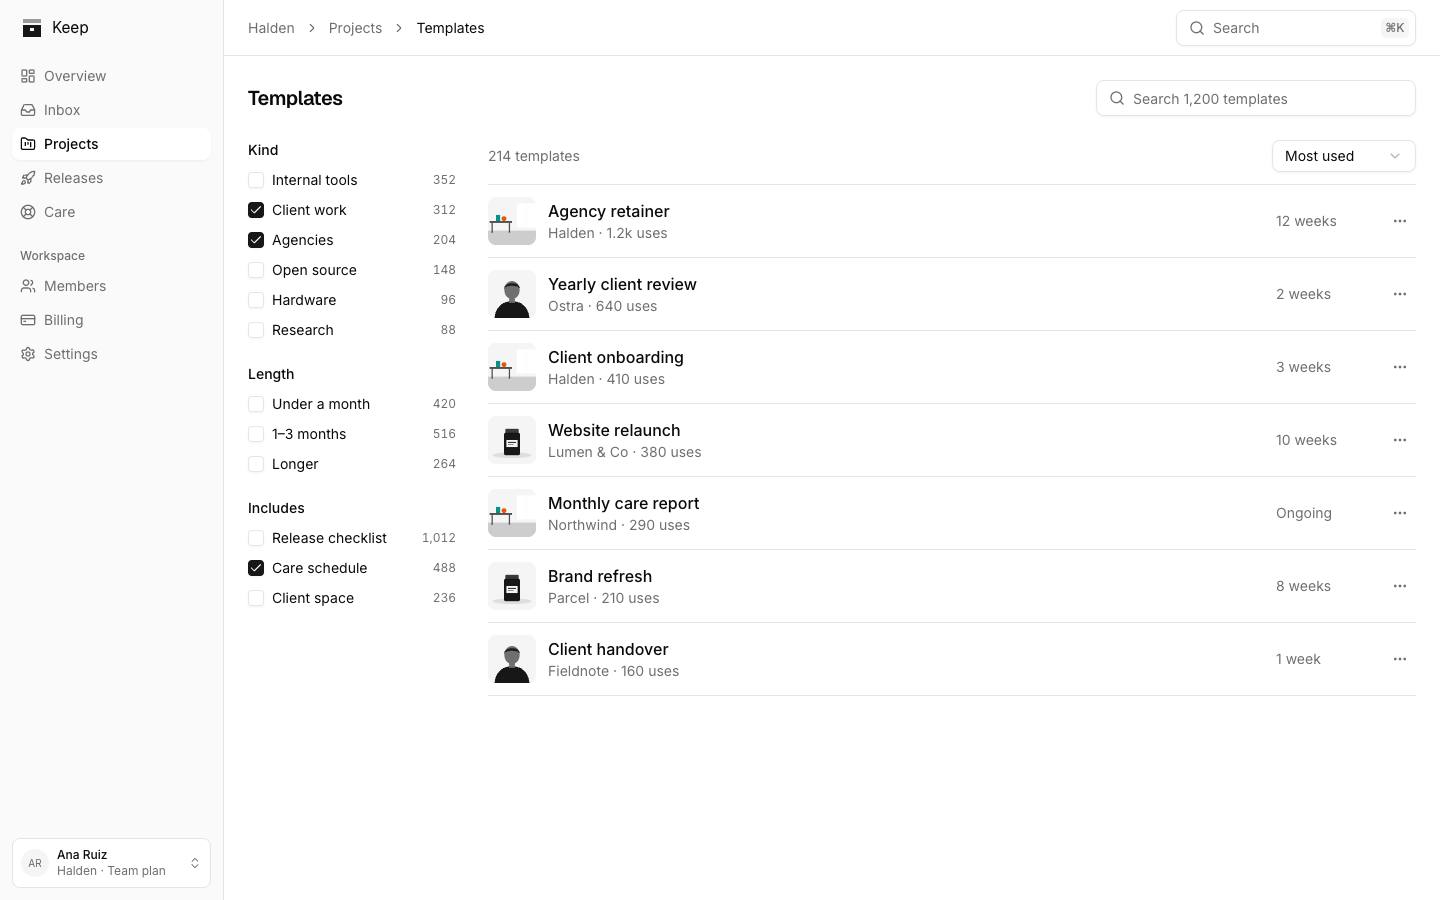 Keep
Overview
Inbox
Projects
Releases
Care
Workspace
Members
Billing
Settings
AR
Ana Ruiz
Halden · Team plan
Halden > Projects > Templates
Search ⌘K
Templates
Search 1,200 templates
Kind
Internal tools 352
Client work 312
Agencies 204
Open source 148
Hardware 96
Research 88
Length
Under a month 420
1–3 months 516
Longer 264
Includes
Release checklist 1,012
Care schedule 488
Client space 236
214 templates
Most used
Agency retainer
Halden · 1.2k uses
12 weeks
Yearly client review
Ostra · 640 uses
2 weeks
Client onboarding
Halden · 410 uses
3 weeks
Website relaunch
Lumen & Co · 380 uses
10 weeks
Monthly care report
Northwind · 290 uses
Ongoing
Brand refresh
Parcel · 210 uses
8 weeks
Client handover
Fieldnote · 160 uses
1 week